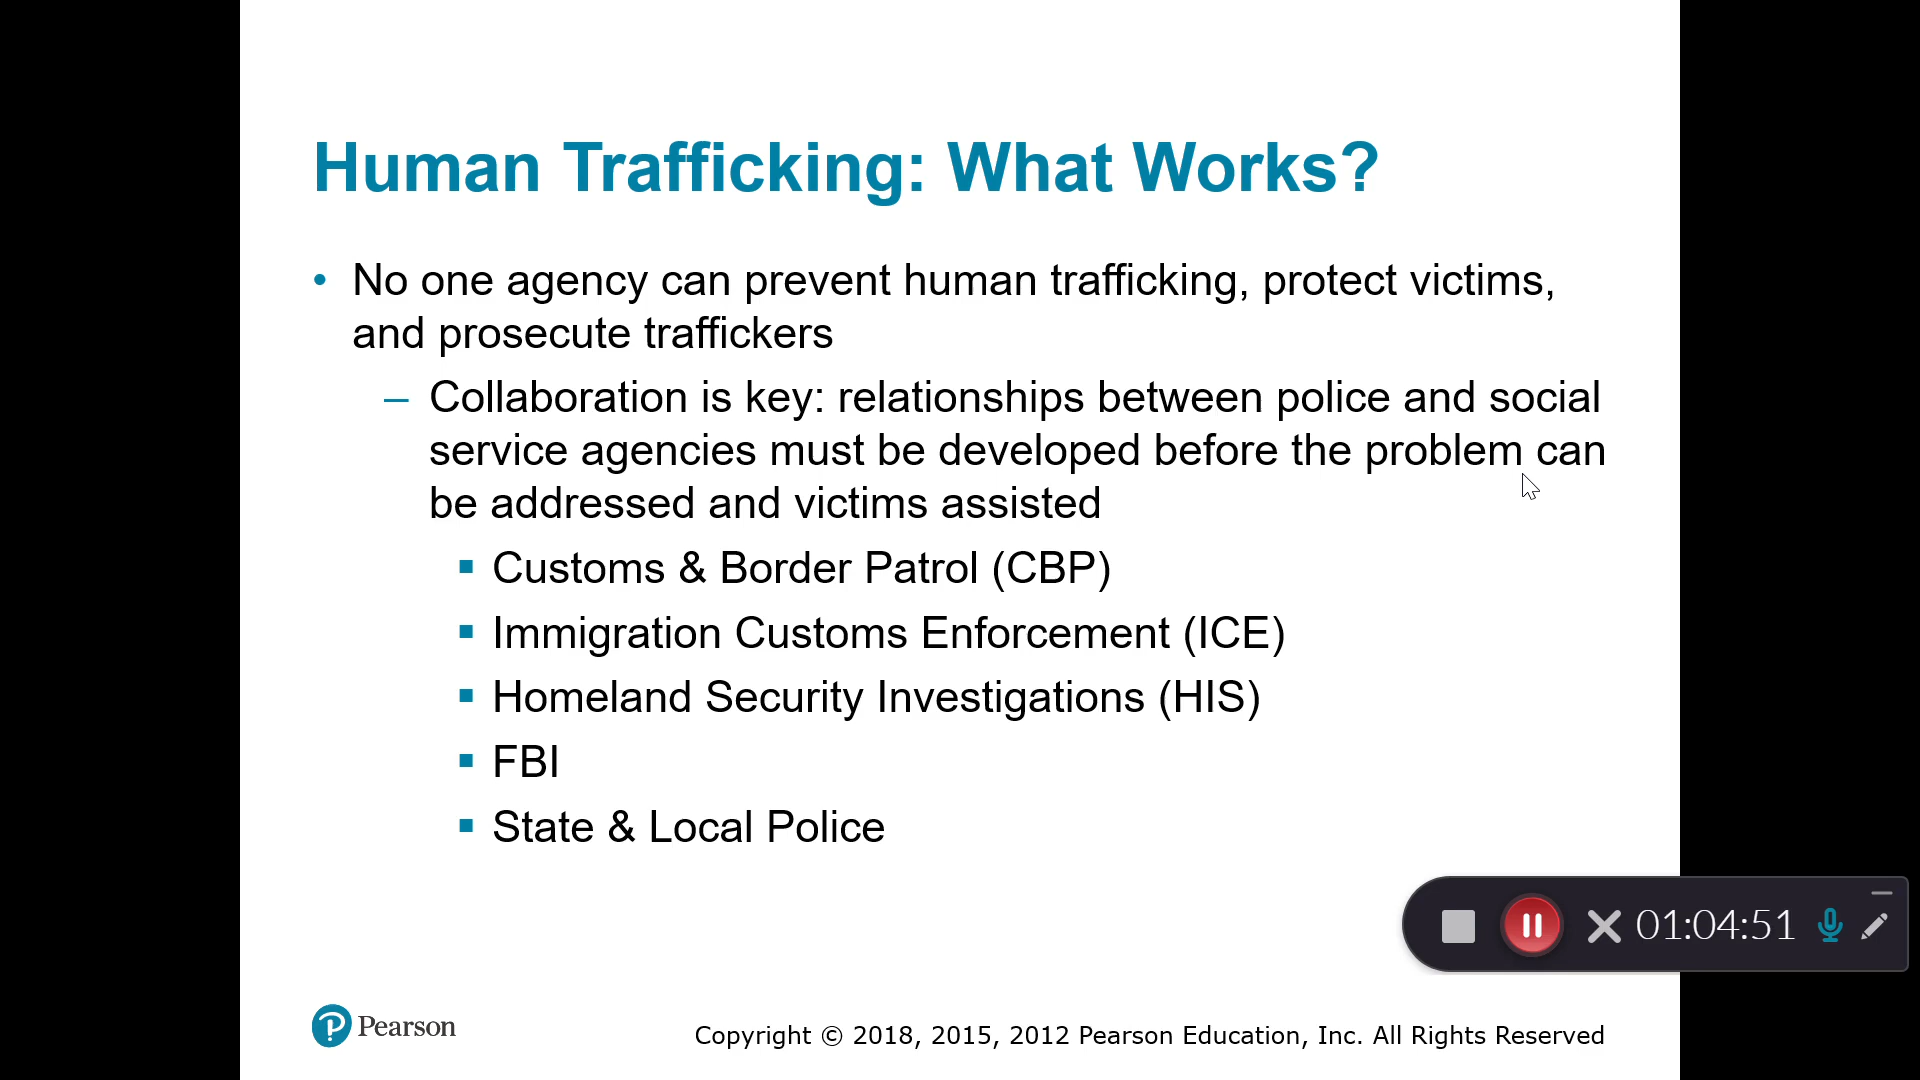 Human Trafficking: What Works?
• No one agency can prevent human trafficking, protect victims,
and prosecute traffickers
– Collaboration is key: relationships between police and social
service agencies must be developed before the problem can
be addressed and victims assisted
▪ Customs & Border Patrol (CBP)
▪ Immigration Customs Enforcement (ICE)
▪ Homeland Security Investigations (HIS)
▪ FBI
▪ State & Local Police
01:04:51
Pearson
Copyright © 2018, 2015, 2012 Pearson Education, Inc. All Rights Reserved